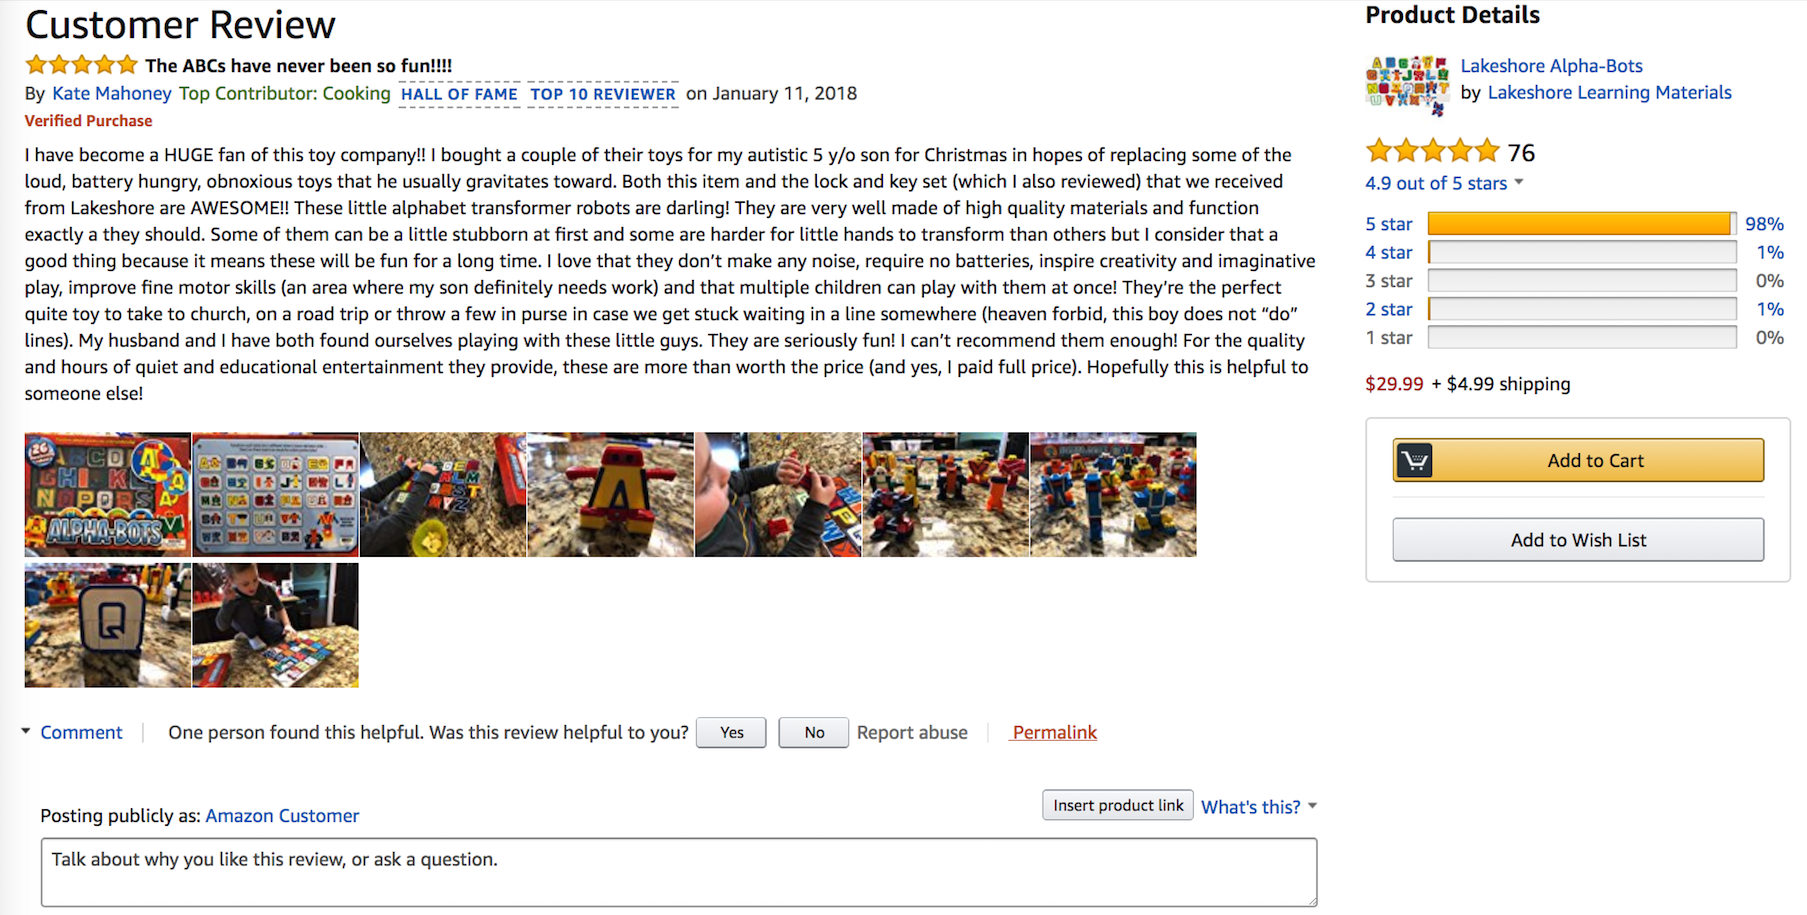 Customer Review
The ABCs have never been so fun!!!!
By Kate Mahoney Top Contributor: Cooking HALL OF FAME TOP 10 REVIEWER on January 11, 2018
Verified Purchase
I have become a HUGE fan of this toy company!! I bought a couple of their toys for my autistic 5 y/o son for Christmas in hopes of replacing some of the
loud, battery hungry, obnoxious toys that he usually gravitates toward. Both this item and the lock and key set (which I also reviewed) that we received
from Lakeshore are AWESOME!! These little alphabet transformer robots are darling! They are very well made of high quality materials and function
exactly a they should. Some of them can be a little stubborn at first and some are harder for little hands to transform than others but I consider that a
good thing because it means these will be fun for a long time. I love that they don’t make any noise, require no batteries, inspire creativity and imaginative
play, improve fine motor skills (an area where my son definitely needs work) and that multiple children can play with them at once! They’re the perfect
quite toy to take to church, on a road trip or throw a few in purse in case we get stuck waiting in a line somewhere (heaven forbid, this boy does not “do”
lines). My husband and I have both found ourselves playing with these little guys. They are seriously fun! I can’t recommend them enough! For the quality
and hours of quiet and educational entertainment they provide, these are more than worth the price (and yes, I paid full price). Hopefully this is helpful to
someone else!
26
ALPHA-BOTS
A
Q
Comment
One person found this helpful. Was this review helpful to you? Yes No Report abuse
Permalink
Posting publicly as: Amazon Customer
Insert product link What's this?
Talk about why you like this review, or ask a question.
Product Details
Lakeshore Alpha-Bots
by Lakeshore Learning Materials
76
4.9 out of 5 stars
5 star 98%
4 star 1%
3 star 0%
2 star 1%
1 star 0%
$29.99 + $4.99 shipping
Add to Cart
Add to Wish List